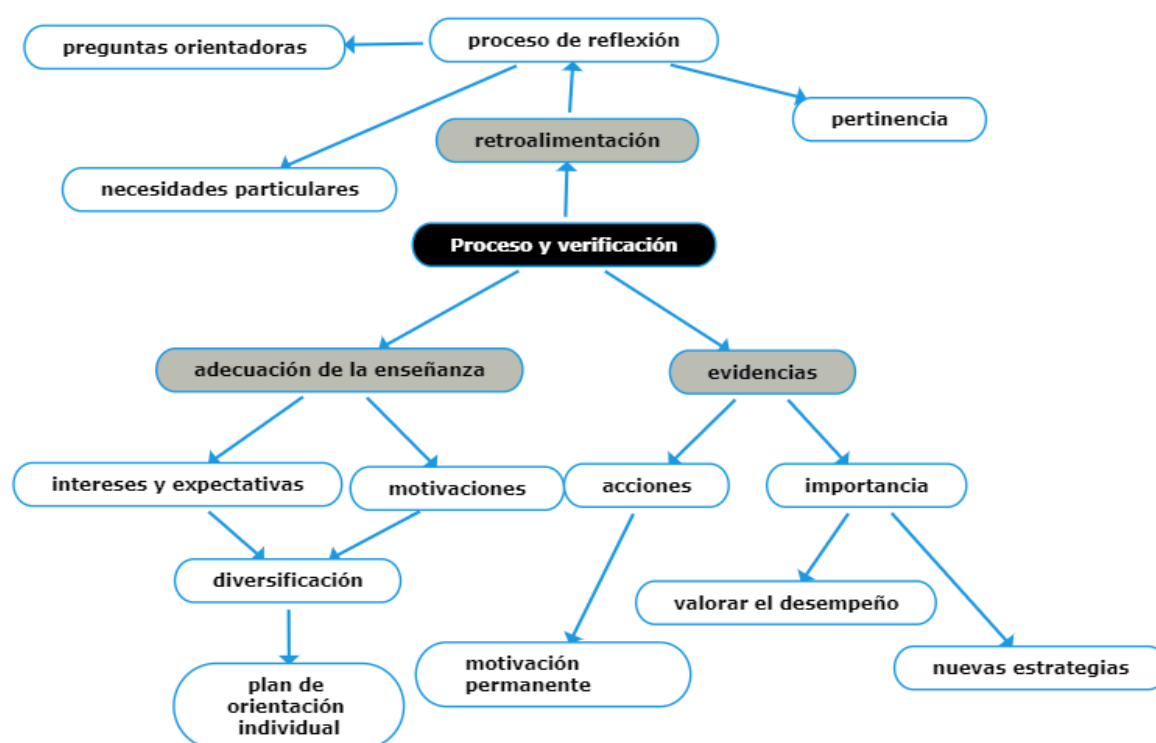 proceso de reflexión
preguntas orientadoras
pertinencia
retroalimentación
necesidades particulares
Proceso y verificación
adecuación de la enseñanza
evidencias
intereses y expectativas
motivaciones
acciones
importancia
diversificación
valorar el desempeño
motivación
permanente
nuevas estrategias
plan de
orientación
individual